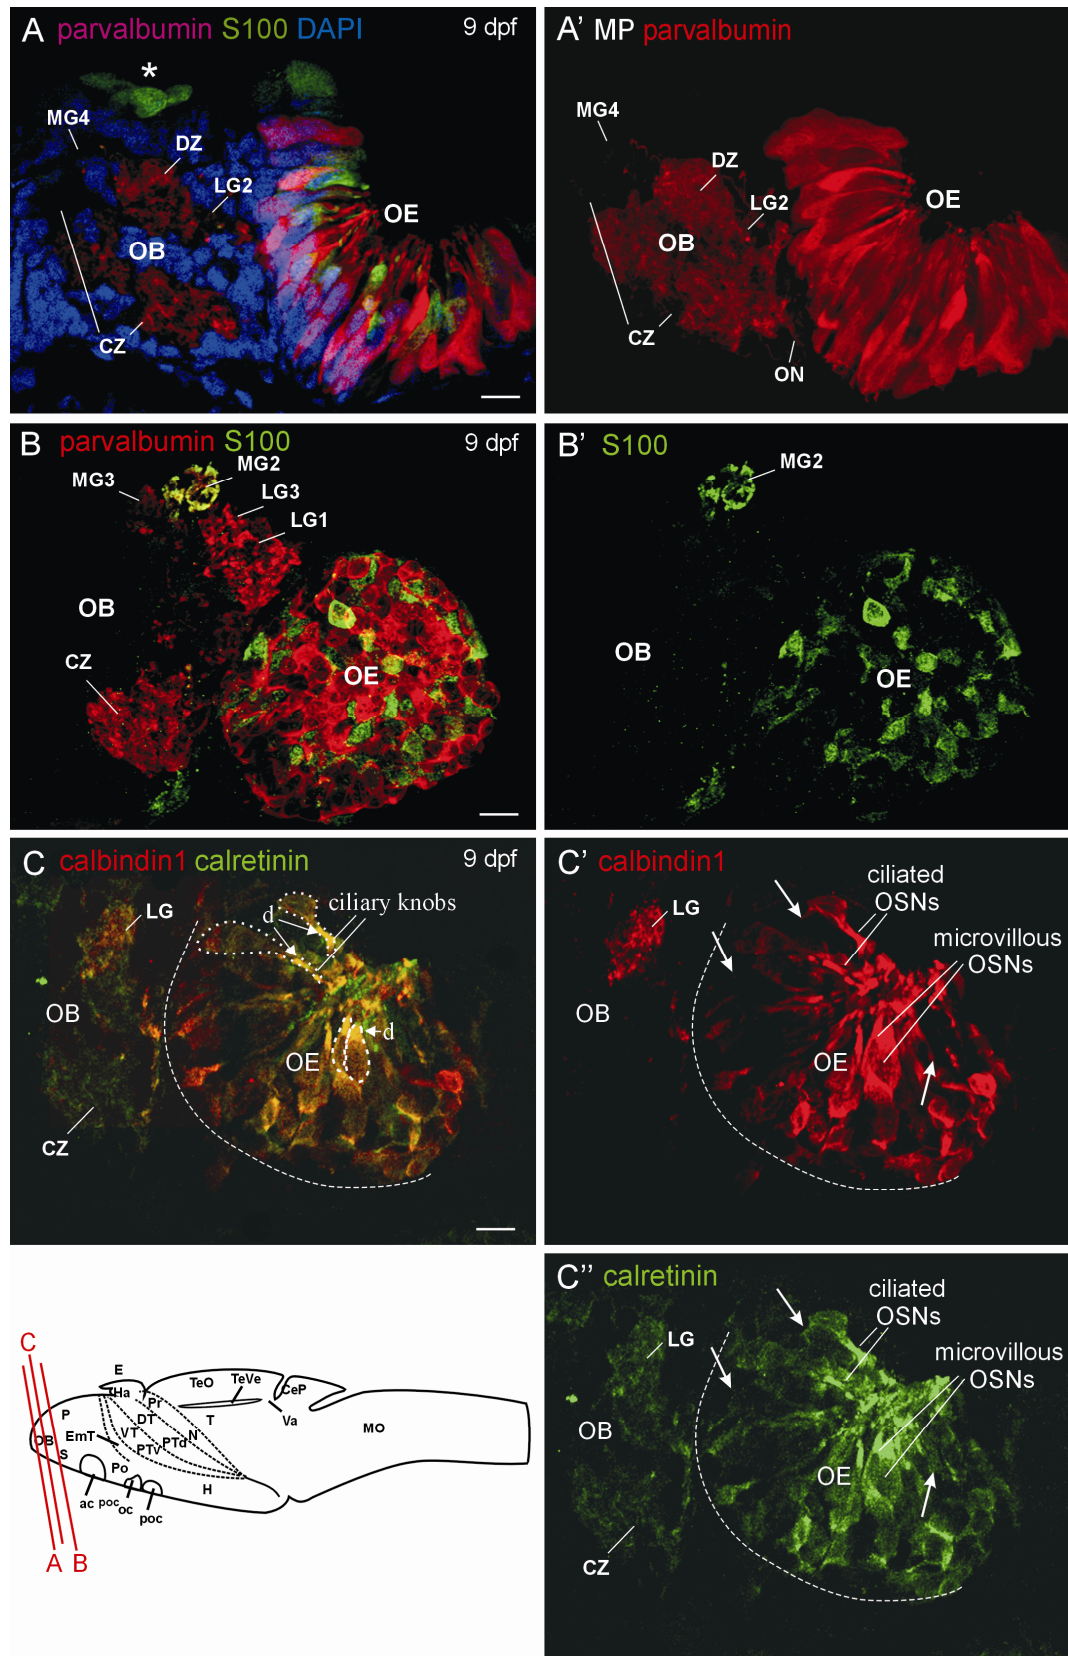 A parvalbumin S100 DAPI 9 dpf
*
MG4
DZ
LG2
OE
OB
CZ
A’ MP parvalbumin
MG4
DZ
LG2
OE
OB
CZ
ON
B parvalbumin S100 9 dpf
MG2
MG3
LG3
LG1
OB
CZ
OE
B’ S100
MG2
OB
OE
C calbindin1 calretinin 9 dpf
LG
d
ciliary knobs
OB
d
OE
CZ
C’ calbindin1
ciliated
OSNs
LG
microvillous
OSNs
OB
OE
C
E
TeO
TeVe
CeP
Ha
Pr
P
DT
T
Va
MO
OB
EmT
VT
N
S
PTv
PTd
Po
H
ac
poc
oc
poc
A B
C’’ calretinin
ciliated
OSNs
LG
microvillous
OSNs
OB
OE
CZ